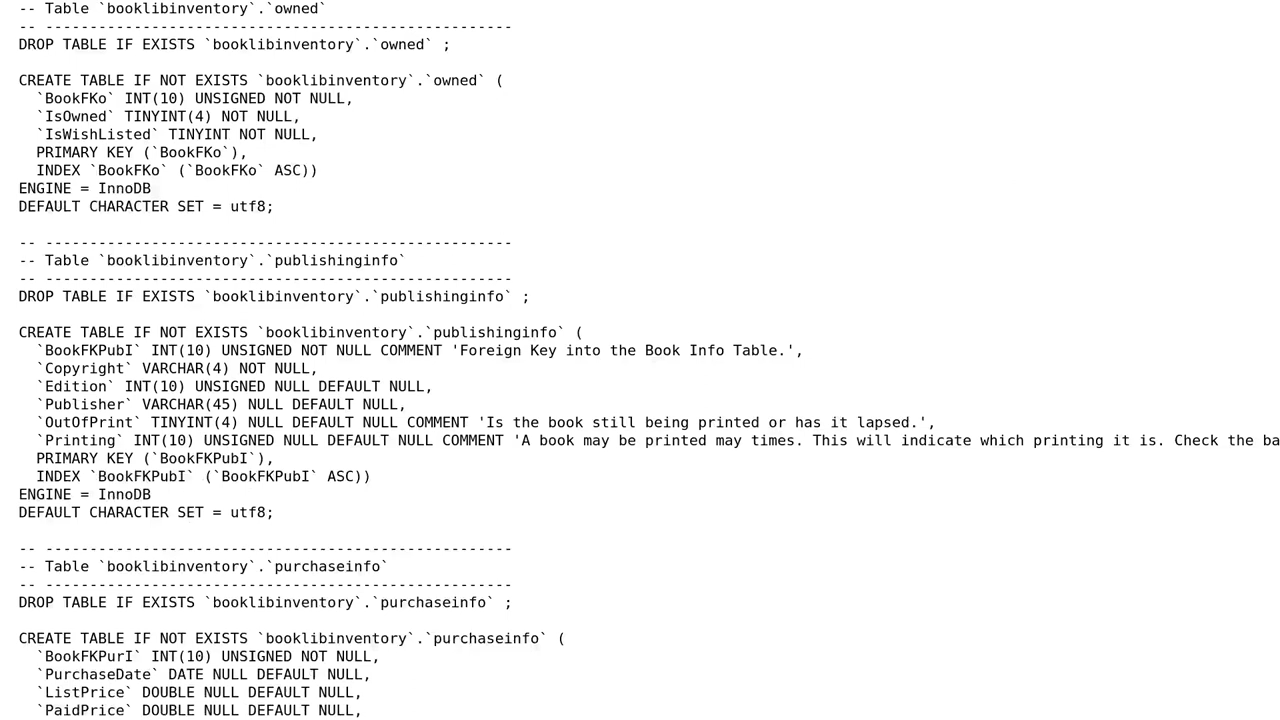 -- Table `booklibinventory`.`owned`
-- -----------------------------------------------------
DROP TABLE IF EXISTS `booklibinventory`.`owned` ;
CREATE TABLE IF NOT EXISTS `booklibinventory`.`owned` (
`BookFKo` INT(10) UNSIGNED NOT NULL,
`IsOwned` TINYINT(4) NOT NULL,
`IsWishListed` TINYINT NOT NULL,
PRIMARY KEY (`BookFKo`),
INDEX `BookFKo` (`BookFKo` ASC))
ENGINE = InnoDB
DEFAULT CHARACTER SET = utf8;
-- -----------------------------------------------------
-- Table `booklibinventory`.`publishinginfo`
-- -----------------------------------------------------
DROP TABLE IF EXISTS `booklibinventory`.`publishinginfo` ;
CREATE TABLE IF NOT EXISTS `booklibinventory`.`publishinginfo` (
`BookFKPubI` INT(10) UNSIGNED NOT NULL COMMENT 'Foreign Key into the Book Info Table.',
`Copyright` VARCHAR(4) NOT NULL,
`Edition` INT(10) UNSIGNED NULL DEFAULT NULL,
`Publisher` VARCHAR(45) NULL DEFAULT NULL,
`OutOfPrint` TINYINT(4) NULL DEFAULT NULL COMMENT 'Is the book still being printed or has it lapsed.',
`Printing` INT(10) UNSIGNED NULL DEFAULT NULL COMMENT 'A book may be printed may times. This will indicate which printing it is. Check the ba
PRIMARY KEY (`BookFKPubI`),
INDEX `BookFKPubI` (`BookFKPubI` ASC))
ENGINE = InnoDB
DEFAULT CHARACTER SET = utf8;
-- -----------------------------------------------------
-- Table `booklibinventory`.`purchaseinfo`
-- -----------------------------------------------------
DROP TABLE IF EXISTS `booklibinventory`.`purchaseinfo` ;
CREATE TABLE IF NOT EXISTS `booklibinventory`.`purchaseinfo` (
`BookFKPurI` INT(10) UNSIGNED NOT NULL,
`PurchaseDate` DATE NULL DEFAULT NULL,
`ListPrice` DOUBLE NULL DEFAULT NULL,
`PaidPrice` DOUBLE NULL DEFAULT NULL,